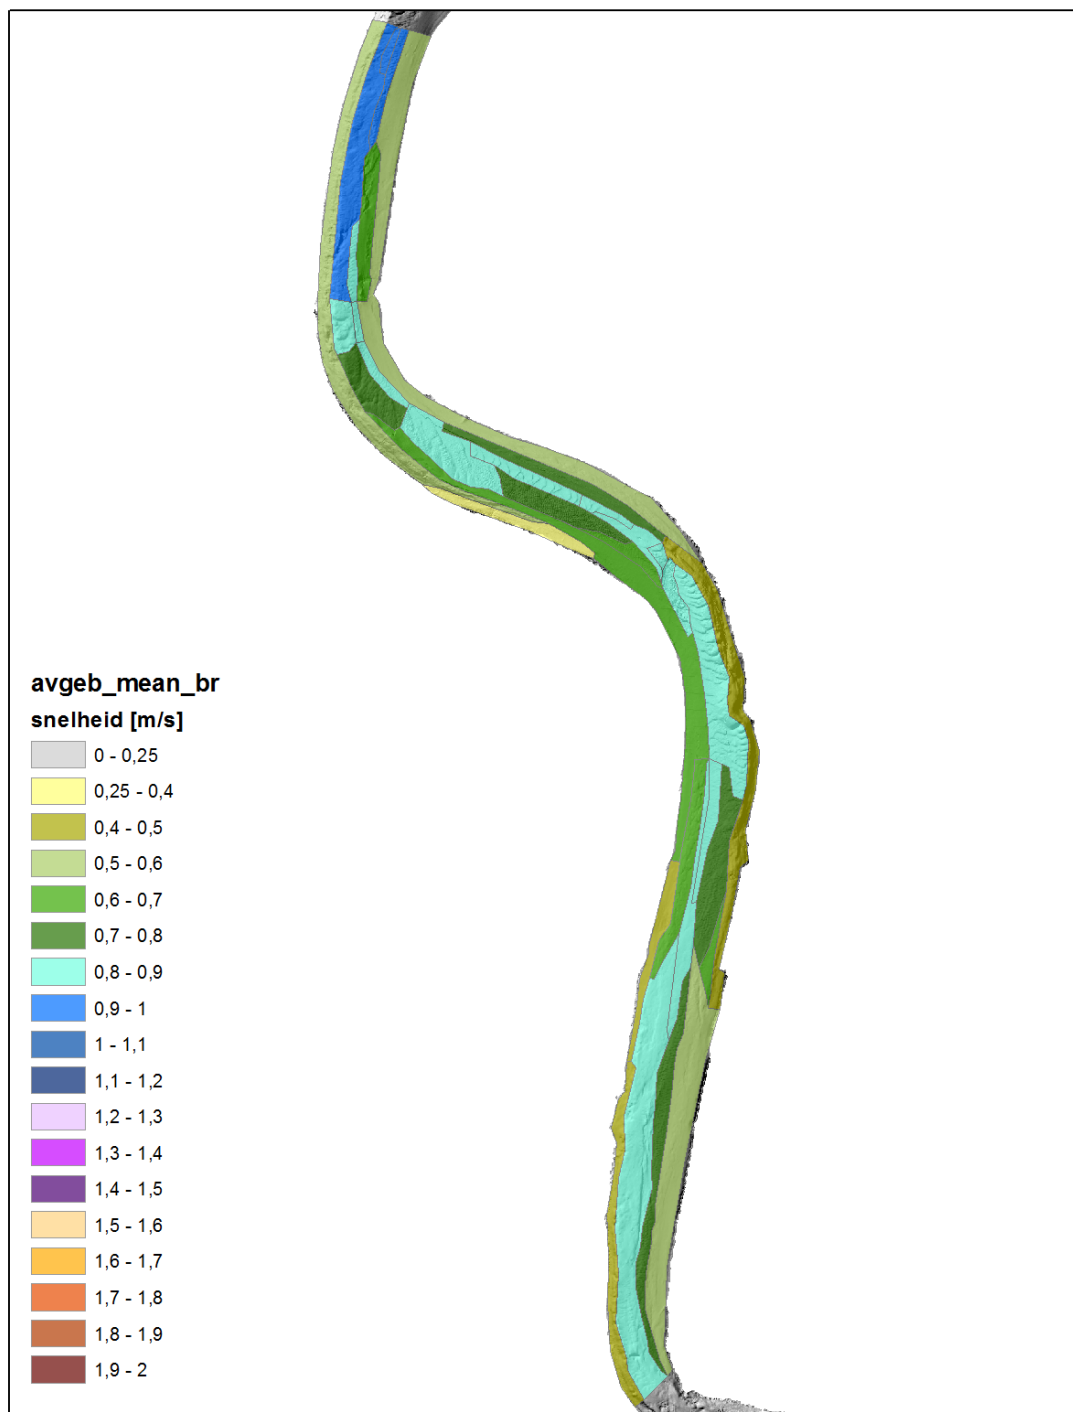 avgeb_mean_br
snelheid [m/s]
0 - 0,25
0,25 - 0,4
0,4 - 0,5
0,5 - 0,6
0,6 - 0,7
0,7 - 0,8
0,8 - 0,9
0,9 - 1
1 - 1,1
1,1 - 1,2
1,2 - 1,3
1,3 - 1,4
1,4 - 1,5
1,5 - 1,6
1,6 - 1,7
1,7 - 1,8
1,8 - 1,9
1,9 - 2